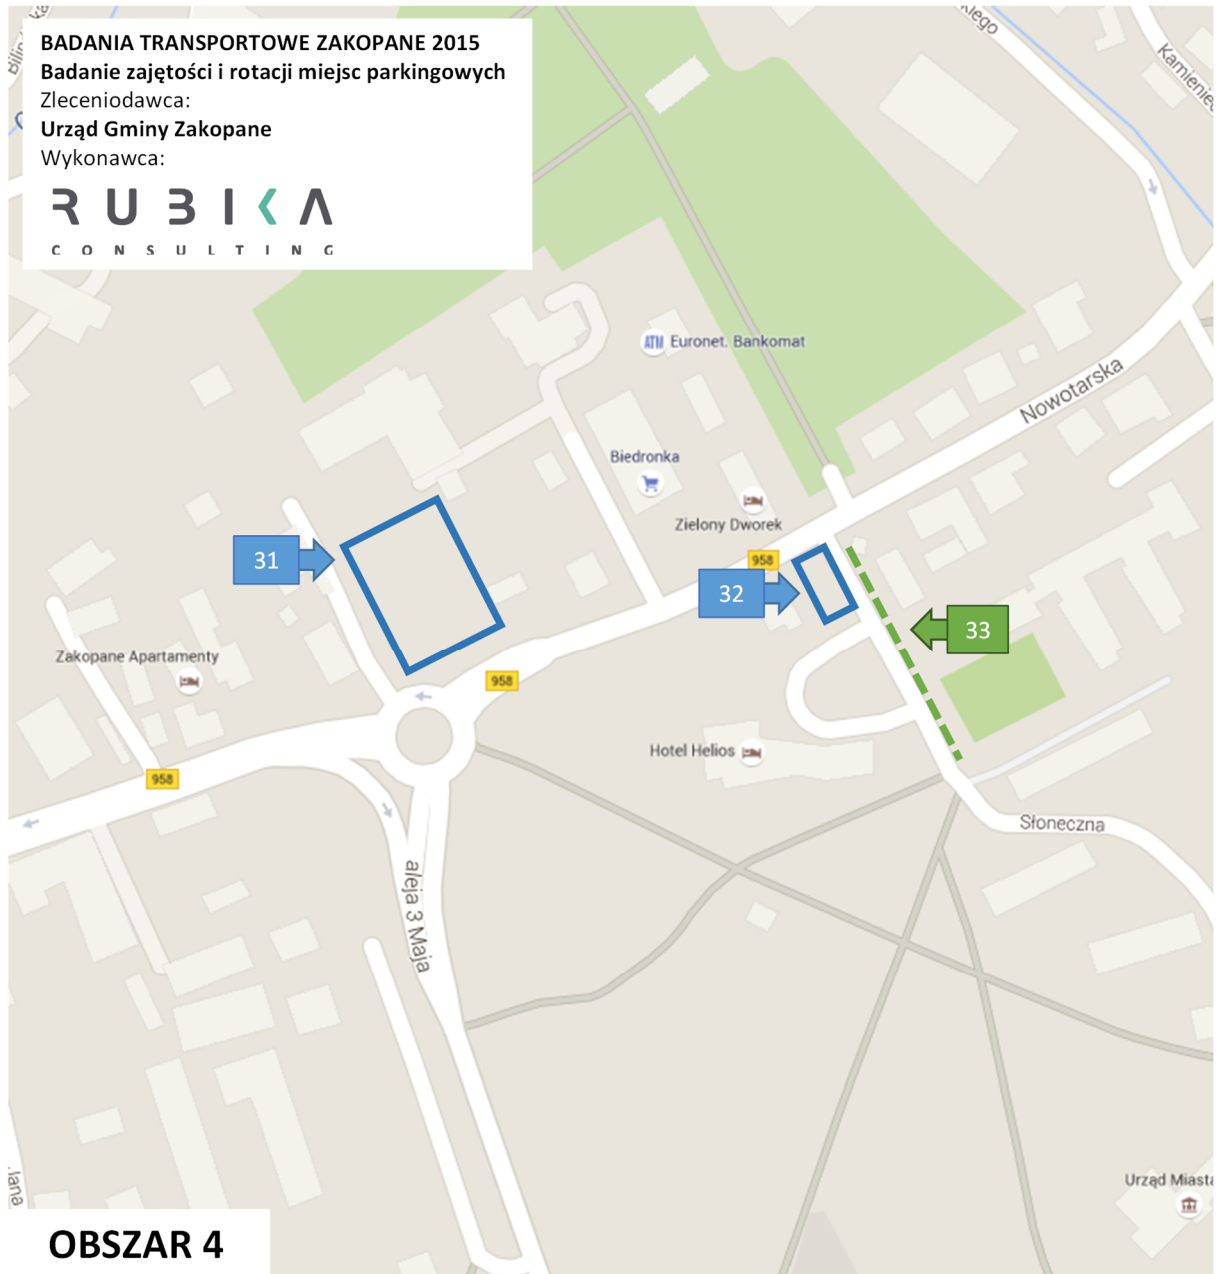 BADANIA TRANSPORTOWE ZAKOPANE 2015
Badanie zajętości i rotacji miejsc parkingowych
Zleceniodawca:
Urząd Gminy Zakopane
Wykonawca:
RUBIKA
CONSULTING
Kamieniec
ATM Euronet. Bankomat
Nowotarska
Biedronka
Zielony Dworek
31
958
32
33
Zakopane Apartamenty
958
Hotel Helios
958
Słoneczna
aleja 3 Maja
Urząd Miasta
OBSZAR 4